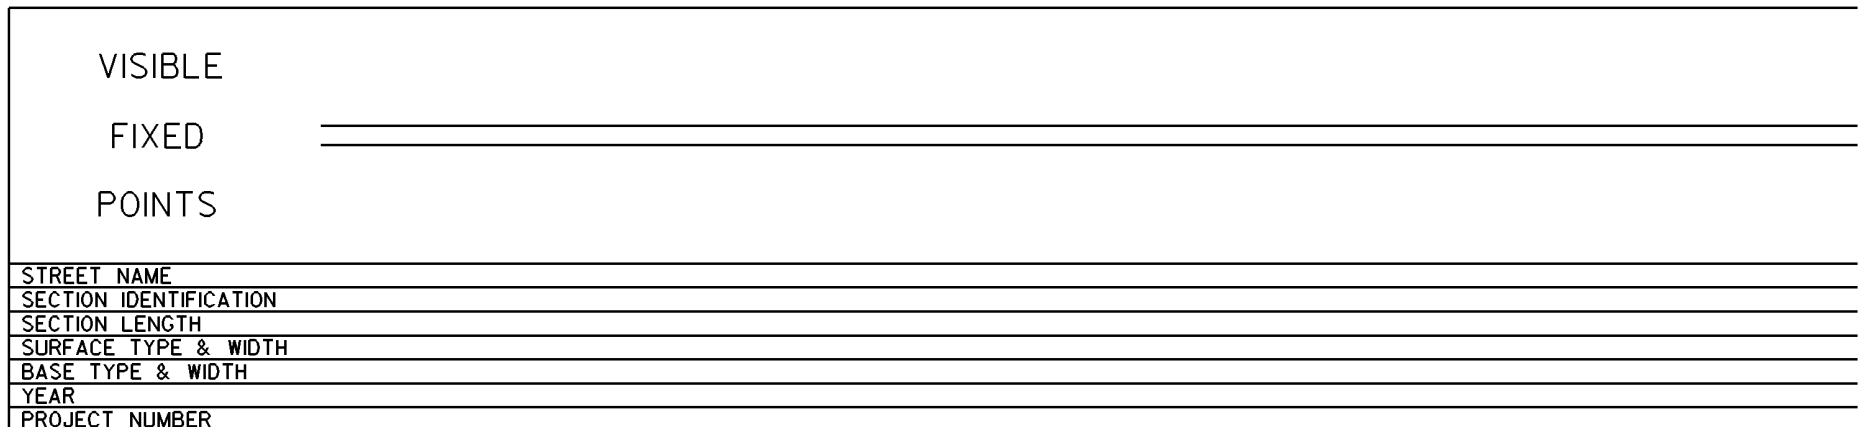 VISIBLE
FIXED
POINTS
STREET NAME
SECTION IDENTIFICATION
SECTION LENGTH
SURFACE TYPE & WIDTH
BASE TYPE & WIDTH
YEAR
PROJECT NUMBER